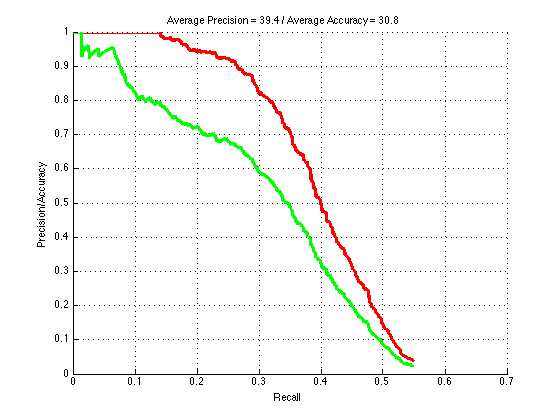 Average Precision = 39.4 / Average Accuracy = 30.8
1
0.9
0.8
0.7
0.6
0.5
0.4
0.3
0.2
0.1
0
Precision/Accuracy
0 0.1 0.2 0.3 0.4 0.5 0.6 0.7
Recall